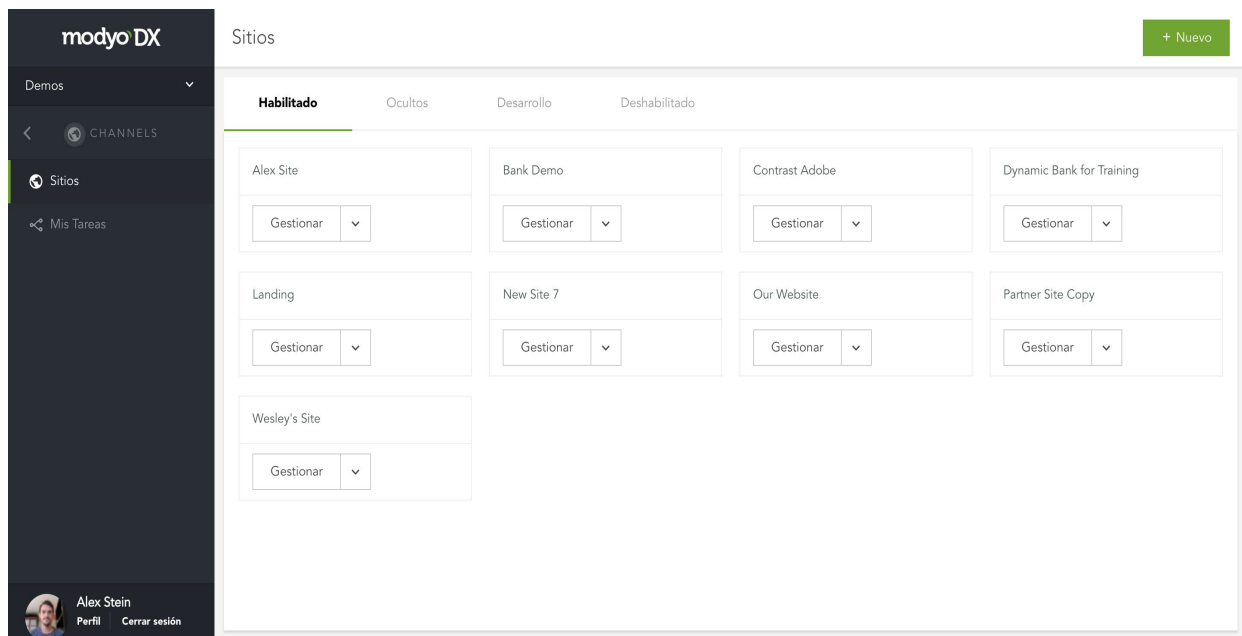 modyo DX
Sitios
+ Nuevo
Demos
CHANNELS
Sitios
Mis Tareas
Habilitado Ocultos Desarrollo Deshabilitado
Alex Site Bank Demo Contrast Adobe Dynamic Bank for Training
Gestionar Gestionar Gestionar Gestionar
Landing New Site 7 Our Website Partner Site Copy
Gestionar Gestionar Gestionar Gestionar
Wesley's Site
Gestionar
Alex Stein
Perfil Cerrar sesión